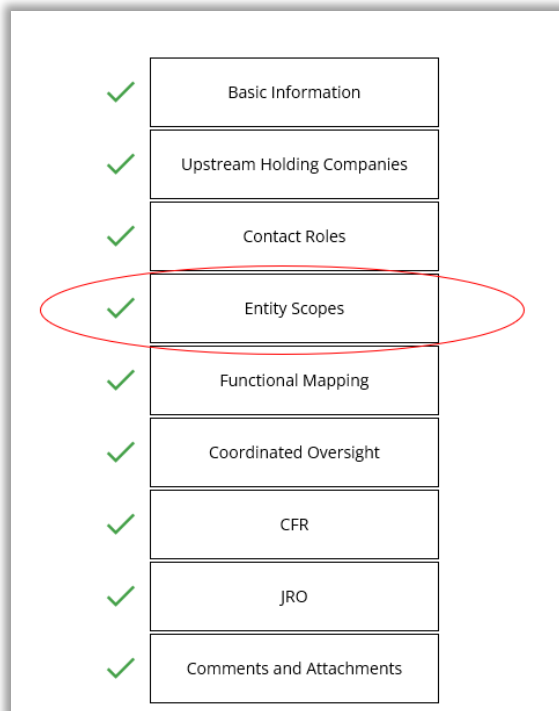 Basic Information
Upstream Holding Companies
Contact Roles
Entity Scopes
Functional Mapping
Coordinated Oversight
CFR
JRO
Comments and Attachments